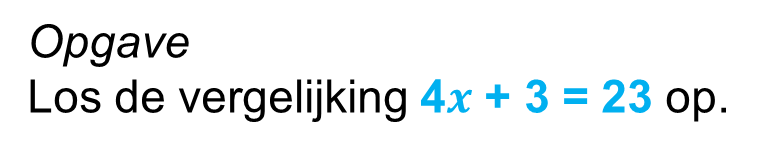 Opgave
Los de vergelijking 4x + 3 = 23 op.